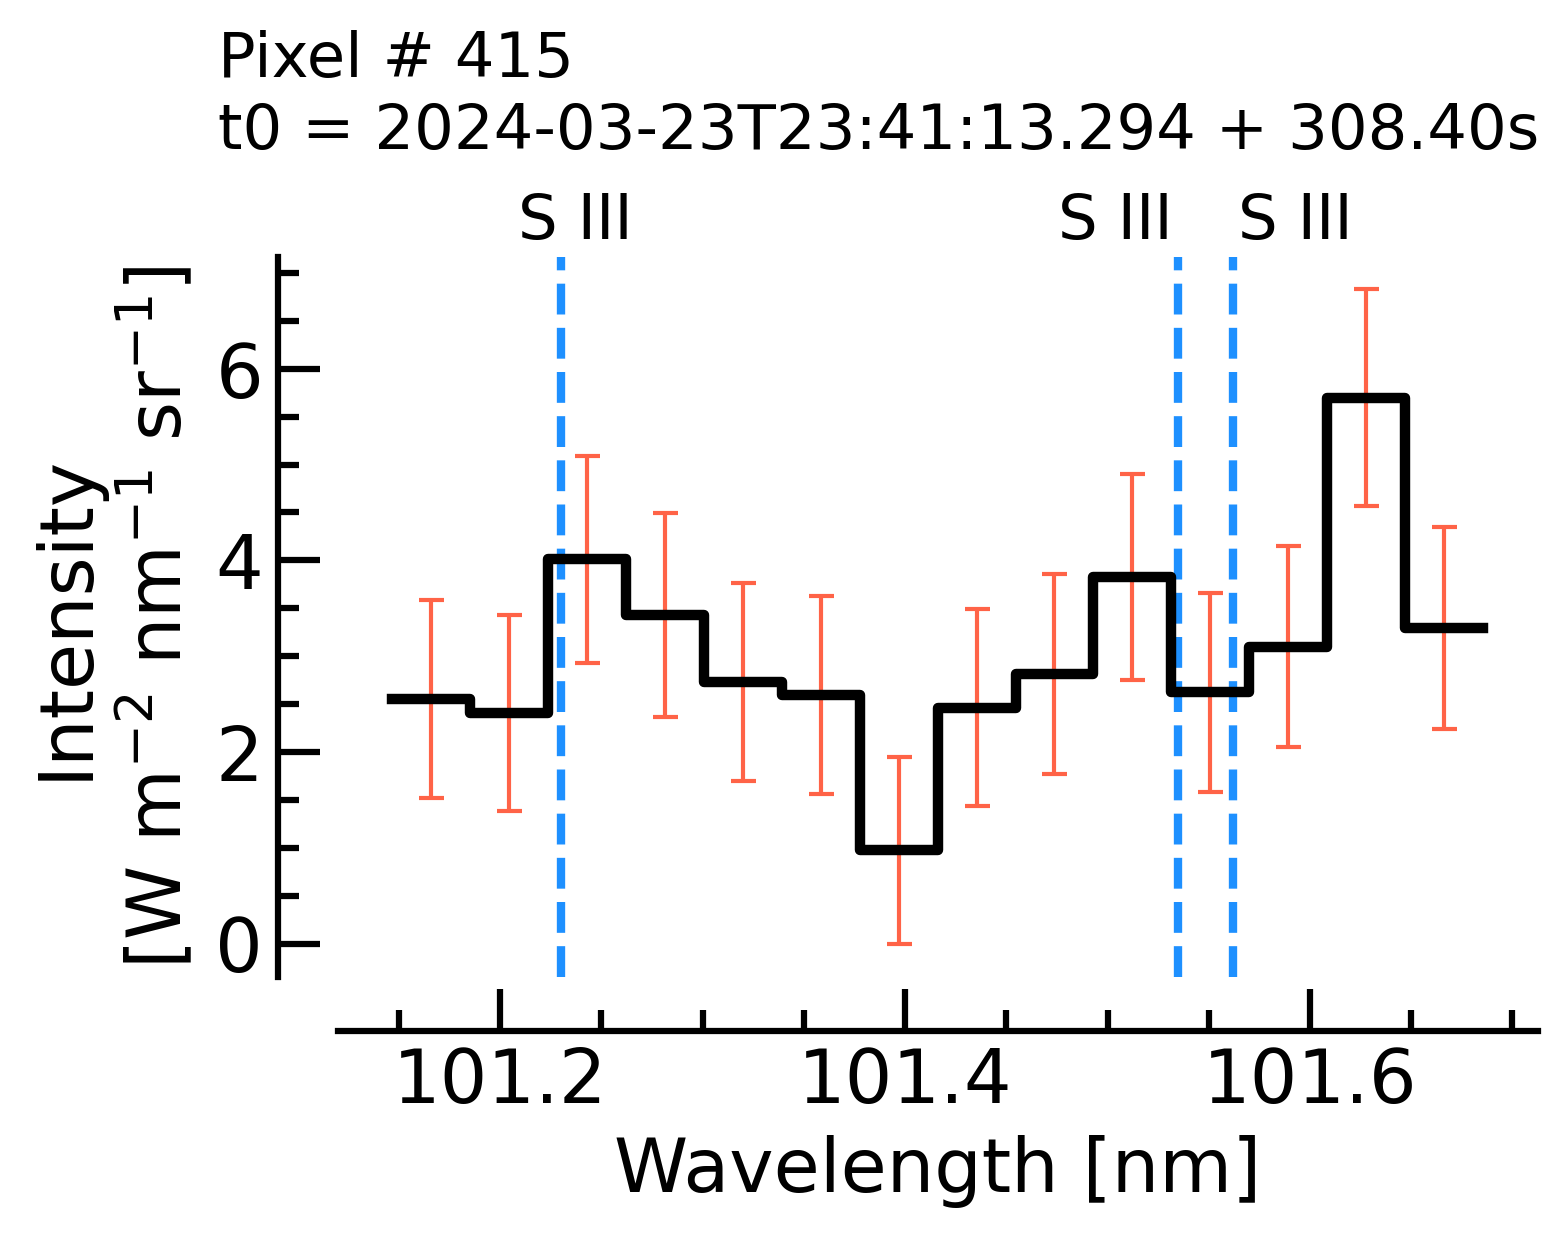 Pixel # 415
t0 = 2024-03-23T23:41:13.294 + 308.40s
S III S III S III
Intensity
[W m⁻² nm⁻¹ sr⁻¹]
6
4
2
0
101.2 101.4 101.6
Wavelength [nm]